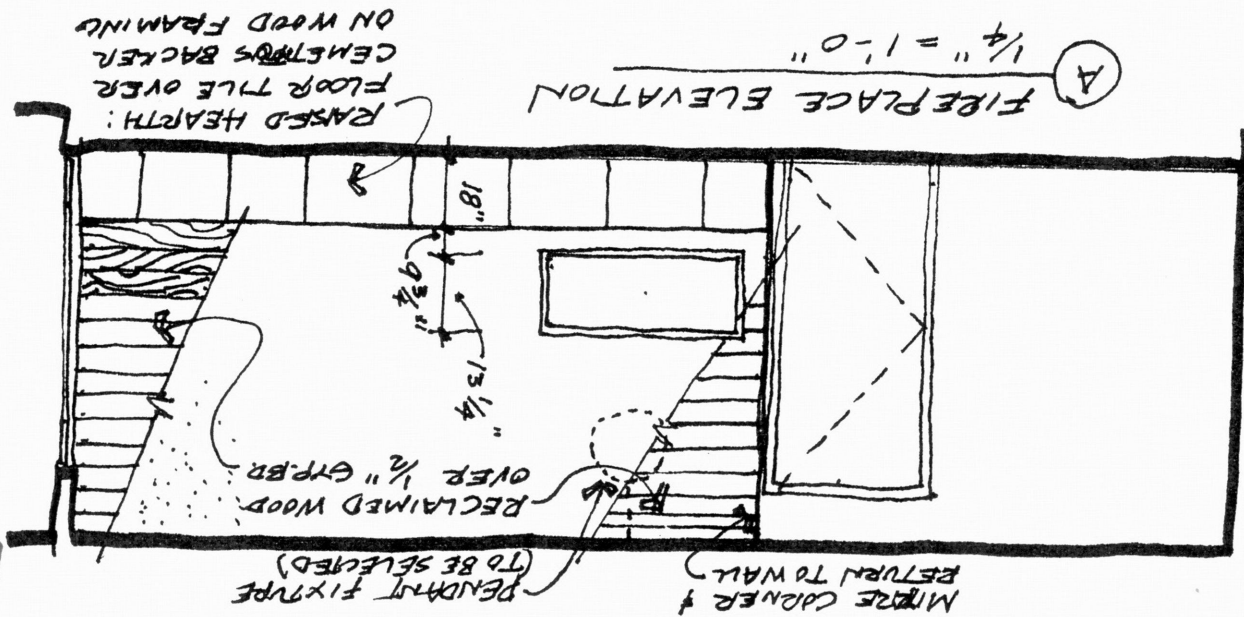 MITRE CORNER &
RETURN TO WALL
PENDANT FIXTURE
(TO BE SELECTED)
RECLAIMED WOOD
OVER 1/2" GYP.BD
13 1/4"
9 3/4"
18"
A
FIREPLACE ELEVATION
1/4" = 1'-0"
RAISED HEARTH:
FLOOR TILE OVER
BACKER
ON WOOD FRAMING